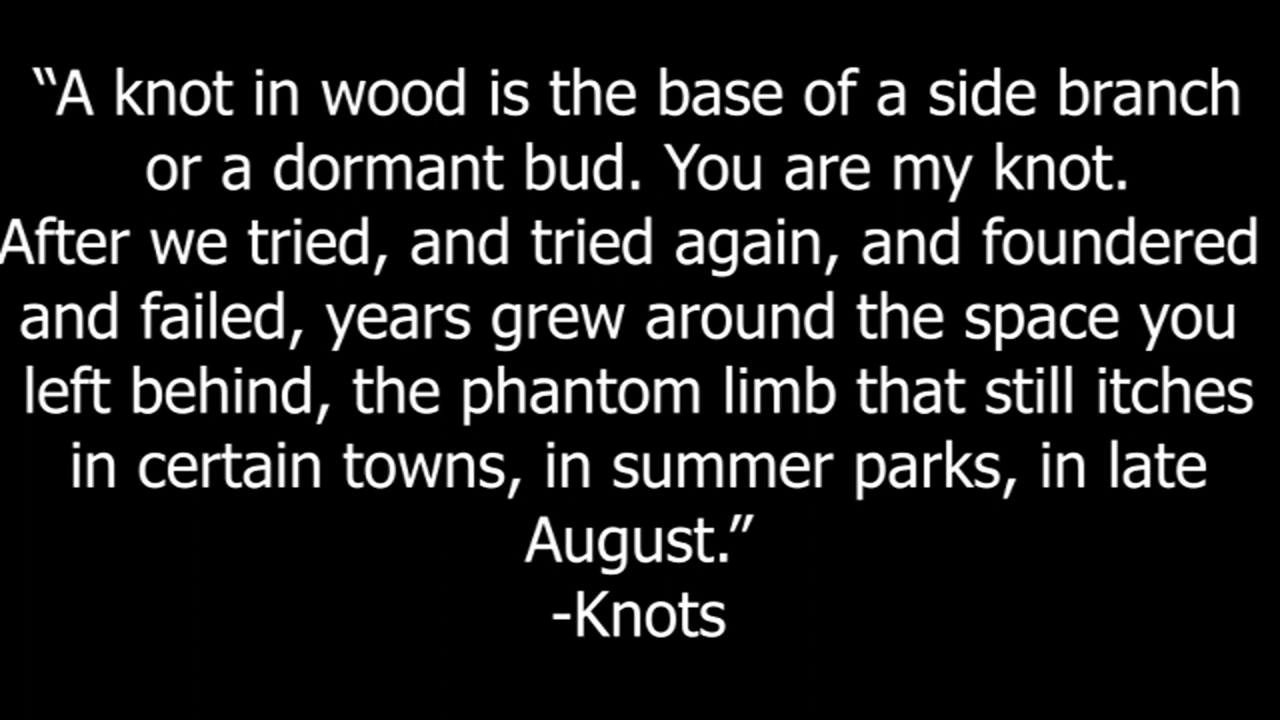 “A knot in wood is the base of a side branch
or a dormant bud. You are my knot.
After we tried, and tried again, and foundered
and failed, years grew around the space you
left behind, the phantom limb that still itches
in certain towns, in summer parks, in late
August.”
-Knots